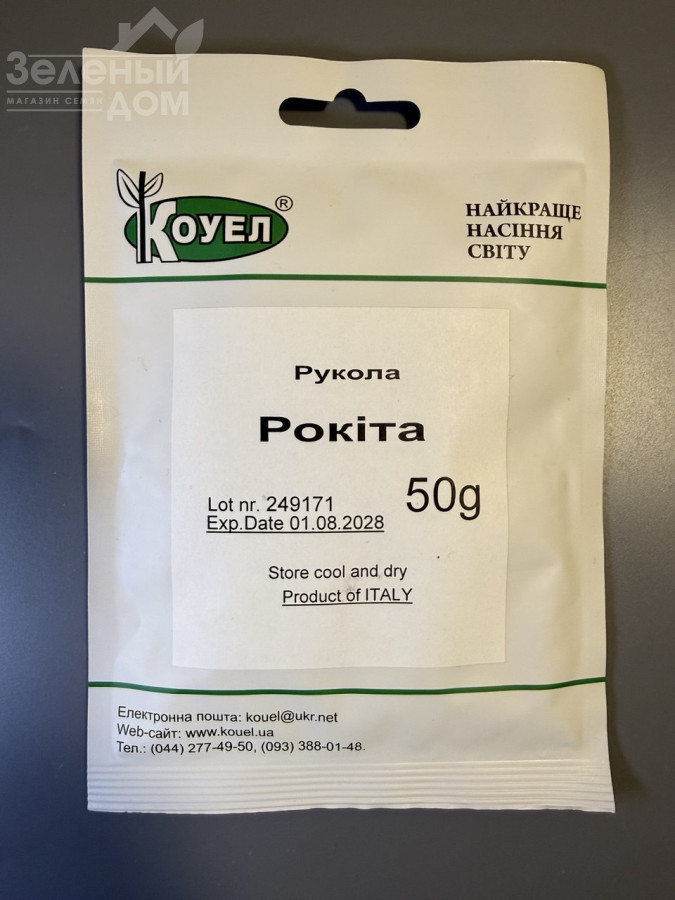 Зелёный
МАГАЗИН СЕМЯН
ДОМ
КОУЕЛ ®
НАЙКРАЩЕ
НАСІННЯ
СВІТУ
Рукола
Рокіта
Lot nr. 249171
50g
Exp.Date 01.08.2028
Store cool and dry
Product of ITALY
Електронна пошта: kouel@ukr.net
Web-сайт: www.kouel.ua
Тел.: (044) 277-49-50, (093) 388-01-48.